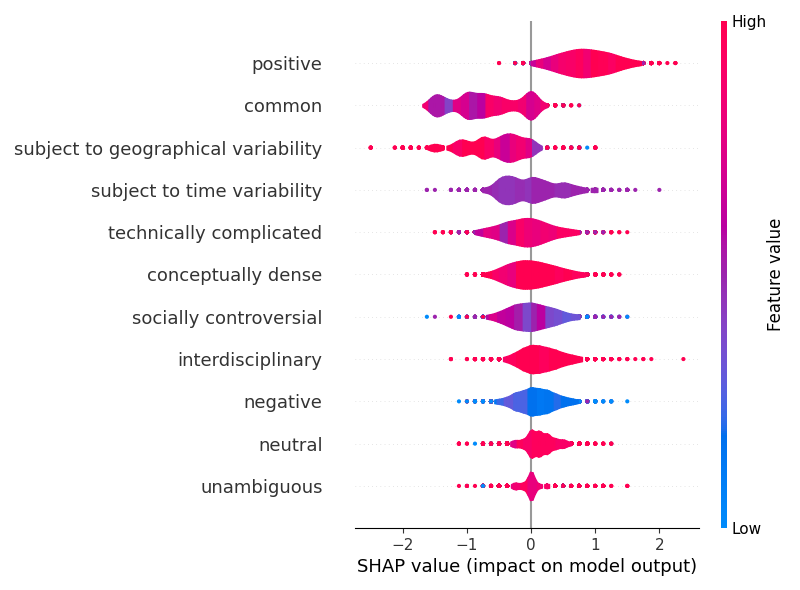 High
positive
common
subject to geographical variability
subject to time variability
technically complicated
conceptually dense
socially controversial
interdisciplinary
negative
neutral
unambiguous
Feature value
Low
−2 −1 0 1 2
SHAP value (impact on model output)